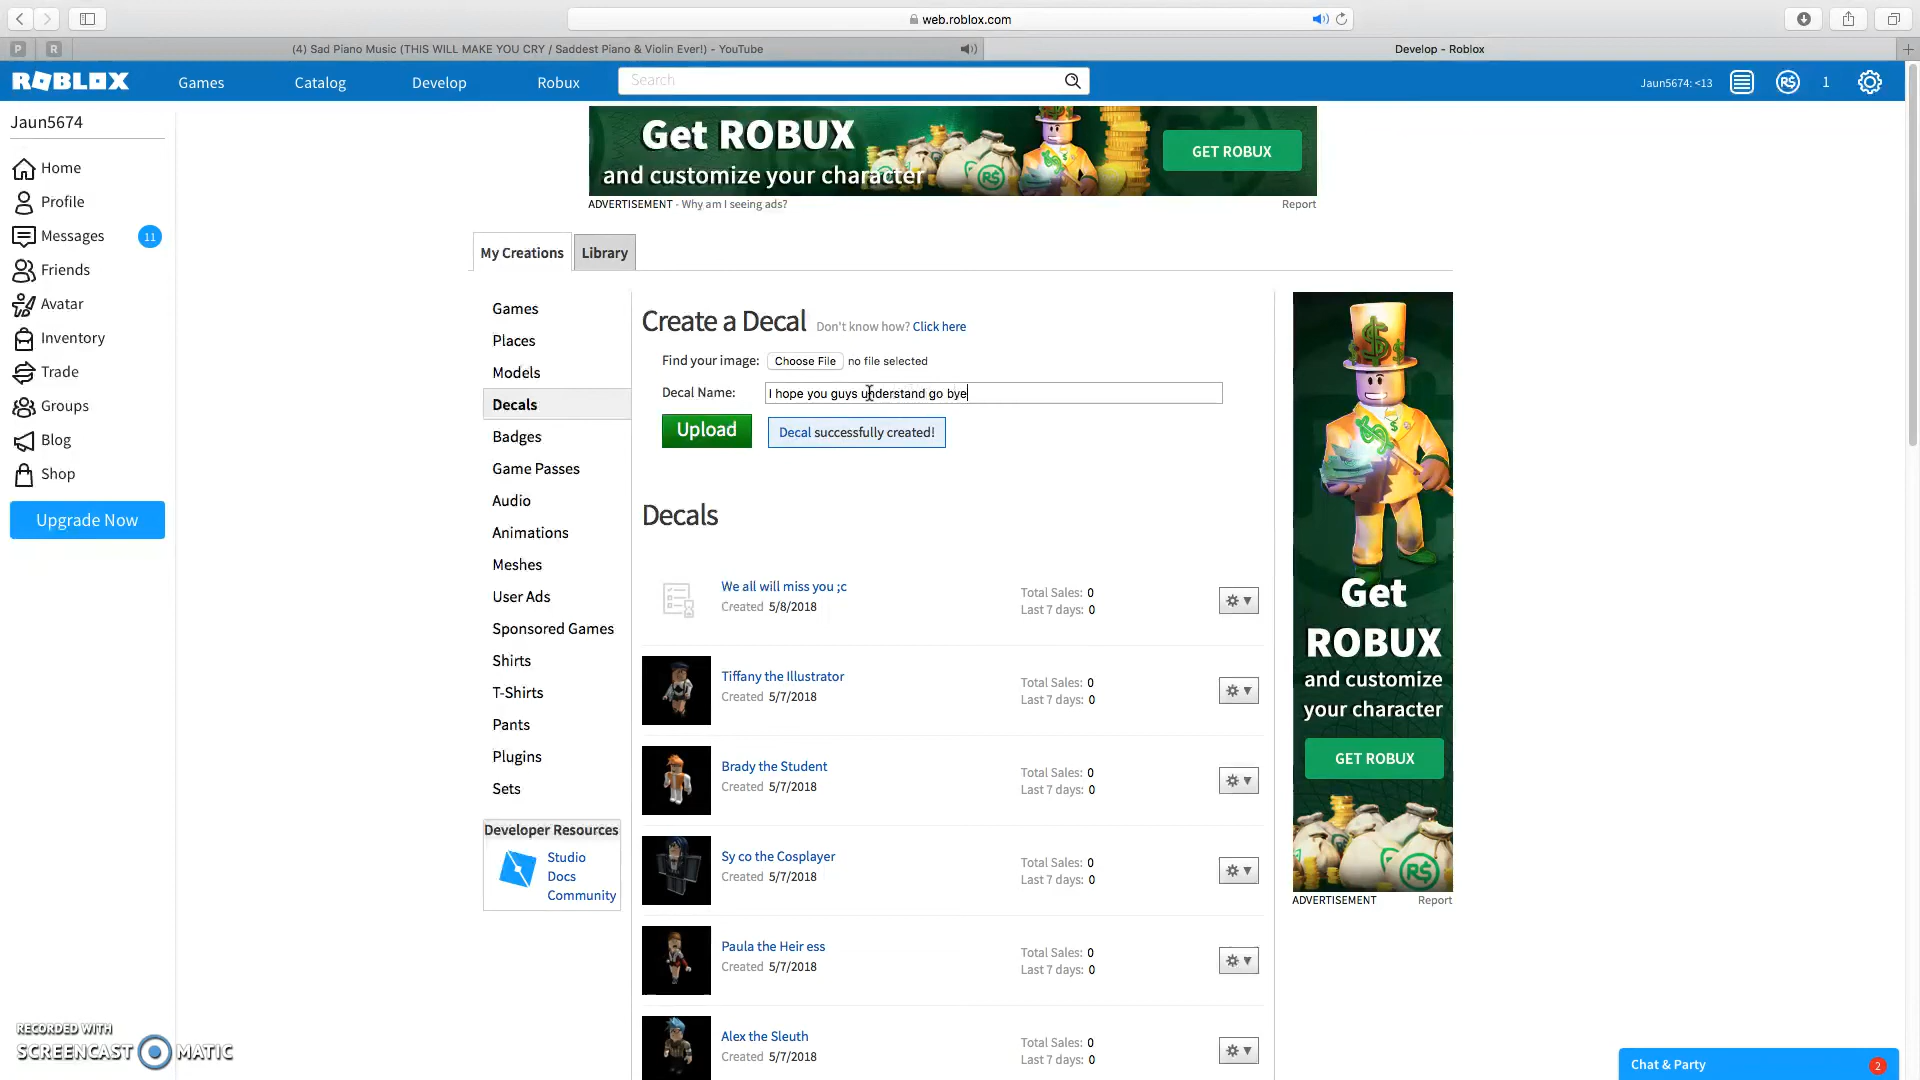 web.roblox.com
P
R
(4) Sad Piano Music (THIS WILL MAKE YOU CRY / Saddest Piano & Violin Ever!) - YouTube
Develop - Roblox
ROBLOX
Games
Catalog
Develop
Robux
Search
Jaun5674: <13
R$
1
Jaun5674
Home
Profile
Messages
11
Friends
Avatar
Inventory
Trade
Groups
Blog
Shop
Upgrade Now
Get ROBUX
and customize your character
GET ROBUX
ADVERTISEMENT - Why am I seeing ads?
Report
My Creations
Library
Games
Places
Models
Decals
Badges
Game Passes
Audio
Animations
Meshes
User Ads
Sponsored Games
Shirts
T-Shirts
Pants
Plugins
Sets
Developer Resources
Studio
Docs
Community
Create a Decal Don't know how? Click here
Find your image: Choose File no file selected
Decal Name: I hope you guys understand go bye
Upload
Decal successfully created!
Decals
We all will miss you ;c
Created 5/8/2018
Total Sales: 0
Last 7 days: 0
Tiffany the Illustrator
Created 5/7/2018
Total Sales: 0
Last 7 days: 0
Brady the Student
Created 5/7/2018
Total Sales: 0
Last 7 days: 0
Sy co the Cosplayer
Created 5/7/2018
Total Sales: 0
Last 7 days: 0
Paula the Heir ess
Created 5/7/2018
Total Sales: 0
Last 7 days: 0
Alex the Sleuth
Created 5/7/2018
Total Sales: 0
Last 7 days: 0
Get
ROBUX
and customize
your character
GET ROBUX
ADVERTISEMENT
Report
RECORDED WITH
SCREENCAST MATIC
Chat & Party
2